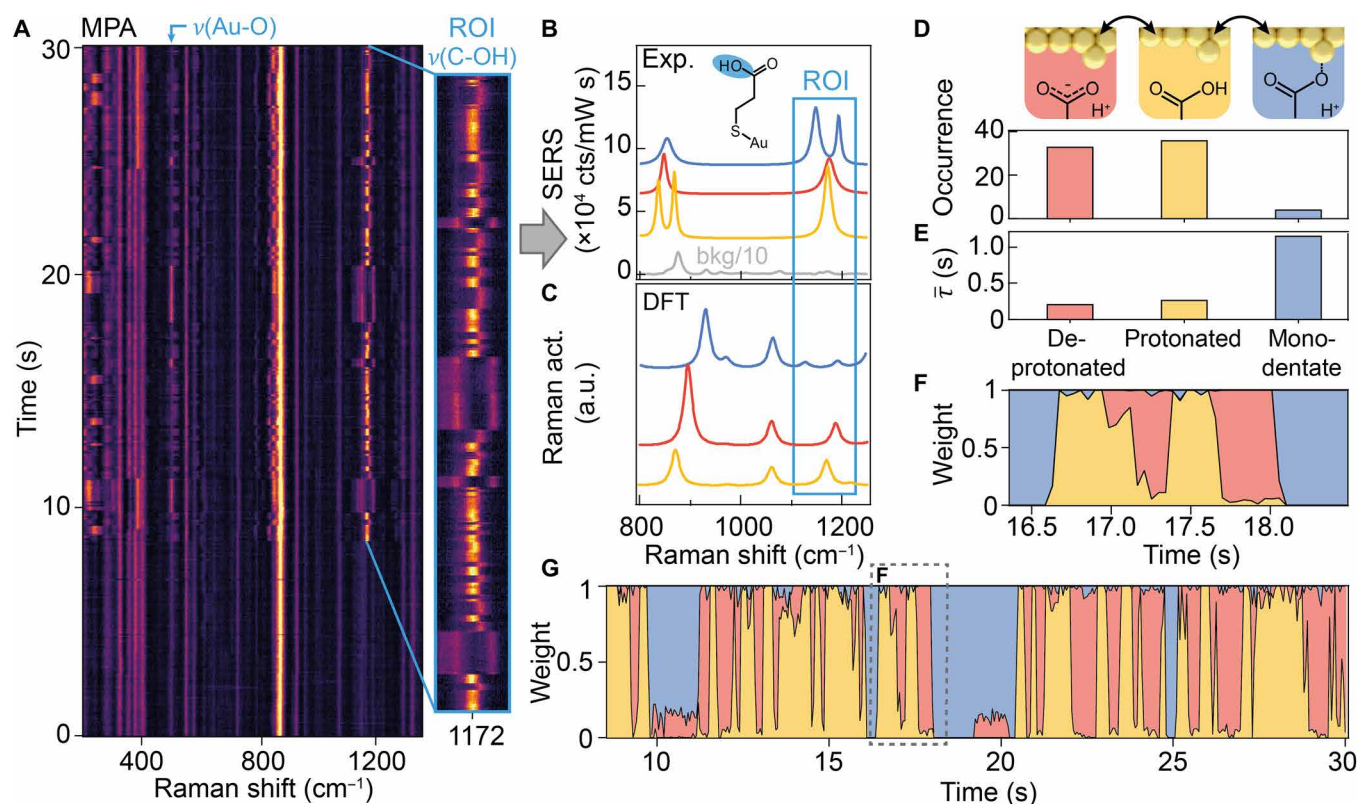 A
MPA
ν(Au-O)
ROI
ν(C-OH)
30
20
10
0
Time (s)
400
800
1200
Raman shift (cm⁻¹)
1172
B
Exp.
HO
O
S
Au
ROI
15
10
5
0
SERS
(×10⁴ cts/mW s)
bkg/10
C
DFT
Raman act.
(a.u.)
800
1000
1200
Raman shift (cm⁻¹)
D
O - O
H⁺
O OH
O O
H⁺
40
20
0
Occurrence
E
1.0
0.5
0
τ̄ (s)
De-
protonated
Protonated
Mono-
dentate
F
1
0.5
0
Weight
16.5
17.0
17.5
18.0
Time (s)
G
F
1
0.5
0
Weight
10
15
20
25
30
Time (s)